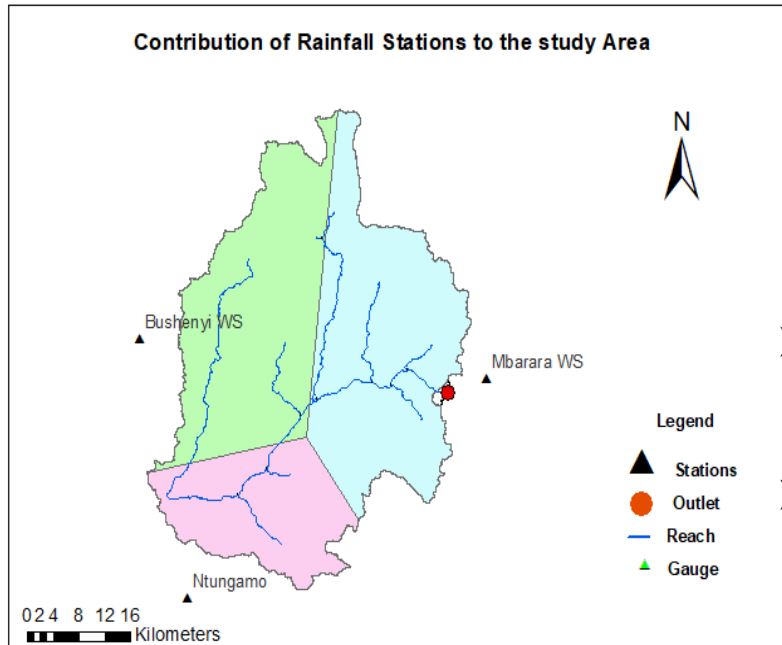 Contribution of Rainfall Stations to the study Area
N
Bushenyi WS
Mbarara WS
Legend
Stations
Outlet
Reach
Gauge
Ntungamo
0 2 4 8 12 16
Kilometers